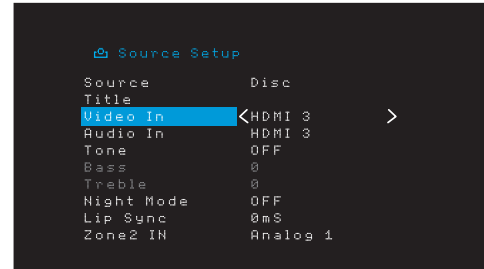 Source Setup
Source Disc
Title
Video In <HDMI 3 >
Audio In HDMI 3
Tone OFF
Bass 0
Treble 0
Night Mode OFF
Lip Sync 0mS
Zone2 IN Analog 1